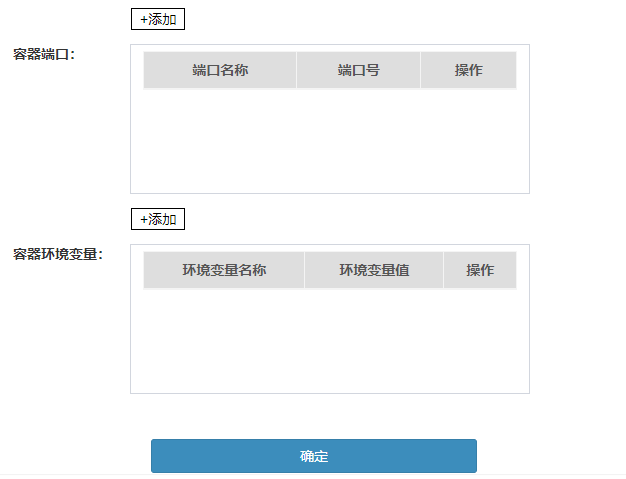 +添加
容器端口：
端口名称 端口号 操作
+添加
容器环境变量：
环境变量名称 环境变量值 操作
确定